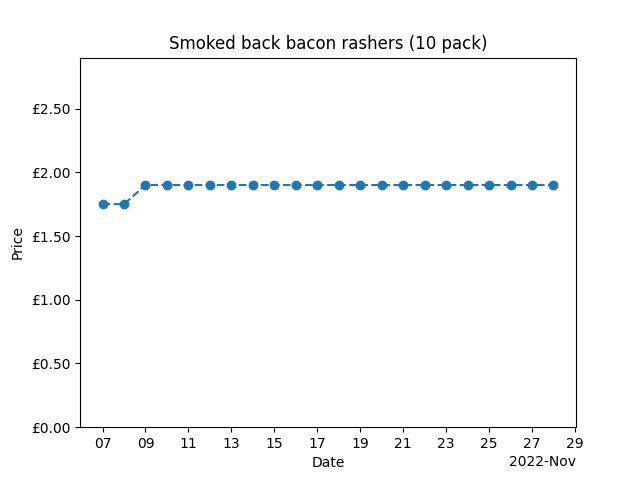 Smoked back bacon rashers (10 pack)
£2.50
£2.00
£1.50
£1.00
£0.50
£0.00
Price
07 09 11 13 15 17 19 21 23 25 27 29
Date
2022-Nov